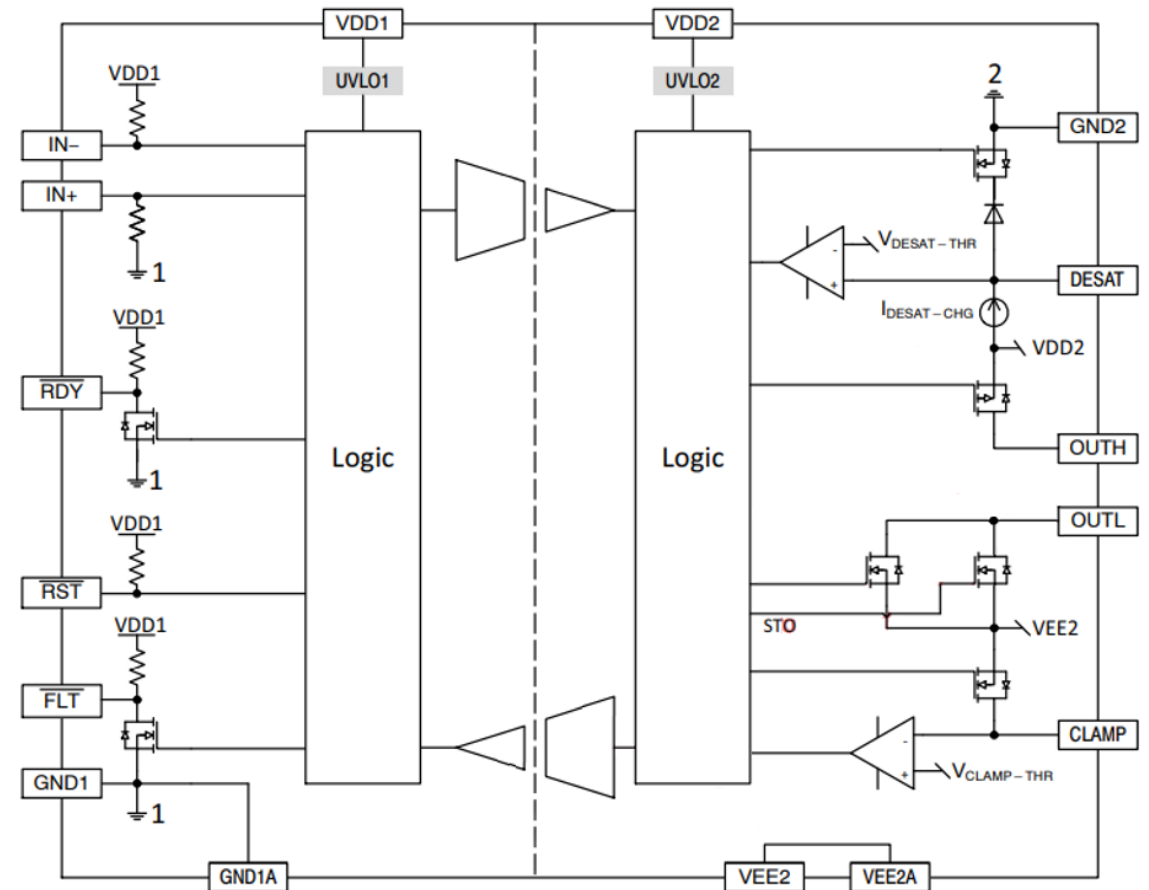 VDD1
VDD2
VDD1
UVLO1
UVLO2
2
IN−
GND2
IN+
1
VDESAT−THR
-
+
DESAT
IDESAT−CHG
VDD1
VDD2
RDY
Logic
Logic
OUTH
1
VDD1
OUTL
RST
STO
VEE2
VDD1
FLT
-
CLAMP
+
VCLAMP−THR
GND1
1
GND1A
VEE2
VEE2A